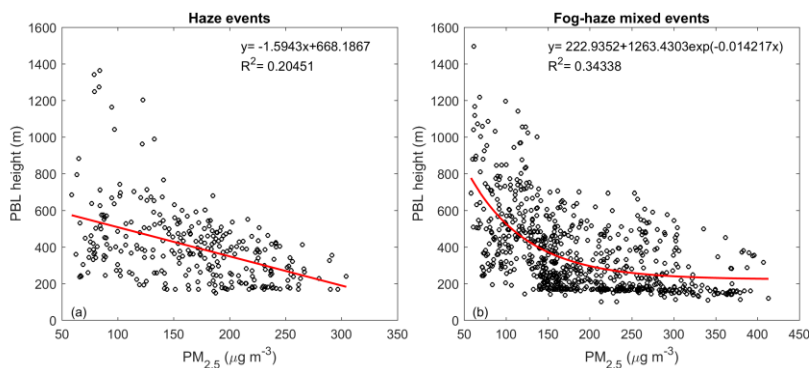 Haze events
y= -1.5943x+668.1867
R²= 0.20451
1600
1400
1200
1000
800
600
400
200
0
PBL height (m)
(a)
50 100 150 200 250 300 350
PM₂.₅ (μg m⁻³)
Fog-haze mixed events
y= 222.9352+1263.4303exp(-0.014217x)
R²= 0.34338
1600
1400
1200
1000
800
600
400
200
0
PBL height (m)
(b)
50 100 150 200 250 300 350 400 450
PM₂.₅ (μg m⁻³)